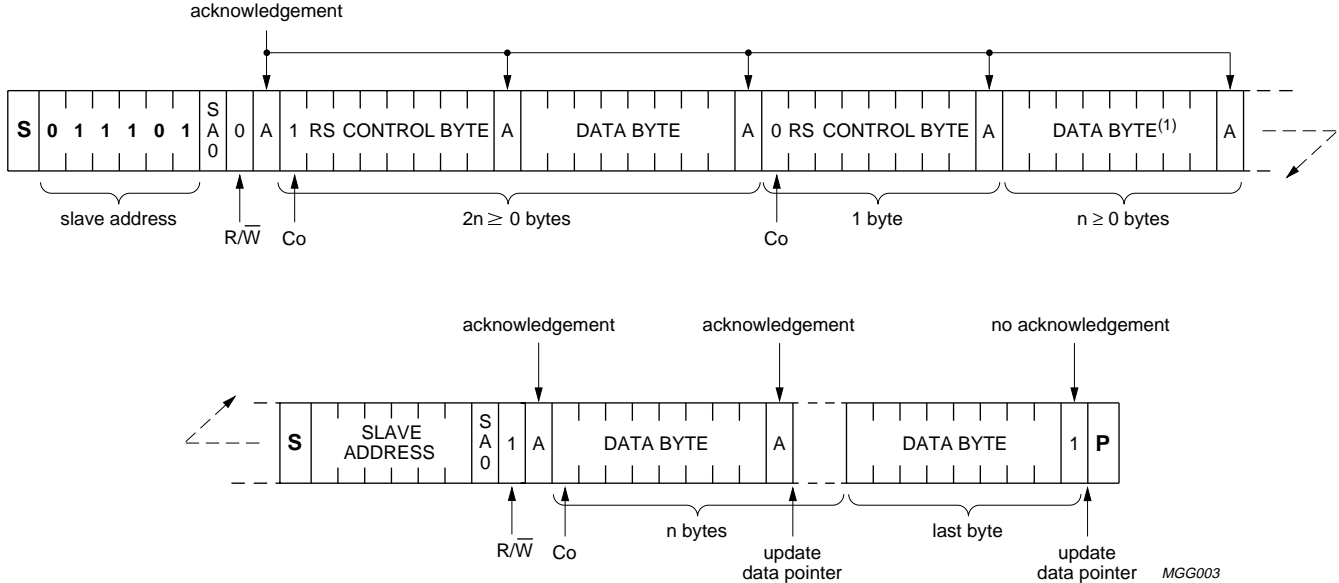 acknowledgement
S 0 1 1 1 0 1 SA0 0 A 1 RS CONTROL BYTE A DATA BYTE A 0 RS CONTROL BYTE A DATA BYTE(1) A
slave address 2n ≥ 0 bytes 1 byte n ≥ 0 bytes
R/W̅ Co Co
acknowledgement acknowledgement no acknowledgement
S SLAVE ADDRESS SA0 1 A DATA BYTE A DATA BYTE 1 P
n bytes last byte
R/W̅ Co update data pointer update data pointer MGG003